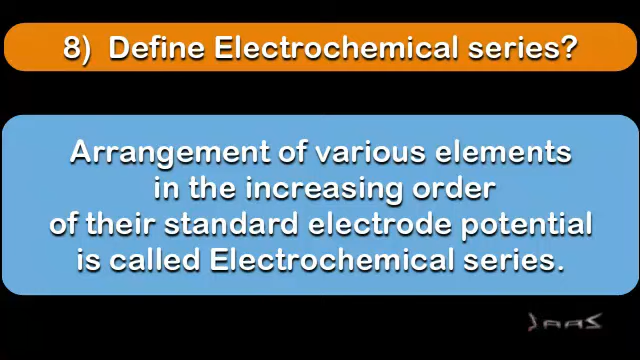 8) Define Electrochemical series?
Arrangement of various elements
in the increasing order
of their standard electrode potential
is called Electrochemical series.